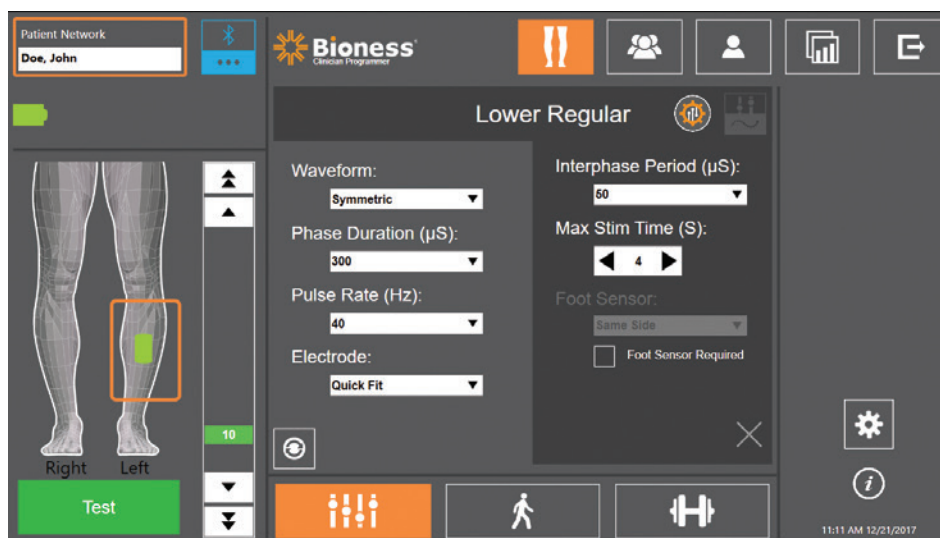 Patient Network
Doe, John
Bioness
Clinician Programmer
Lower Regular
Waveform:
Symmetric
Phase Duration (µS):
300
Pulse Rate (Hz):
40
Electrode:
Quick Fit
Interphase Period (µS):
50
Max Stim Time (S):
4
Foot Sensor:
Same Side
Foot Sensor Required
10
Right Left
Test
i
11:11 AM 12/21/2017